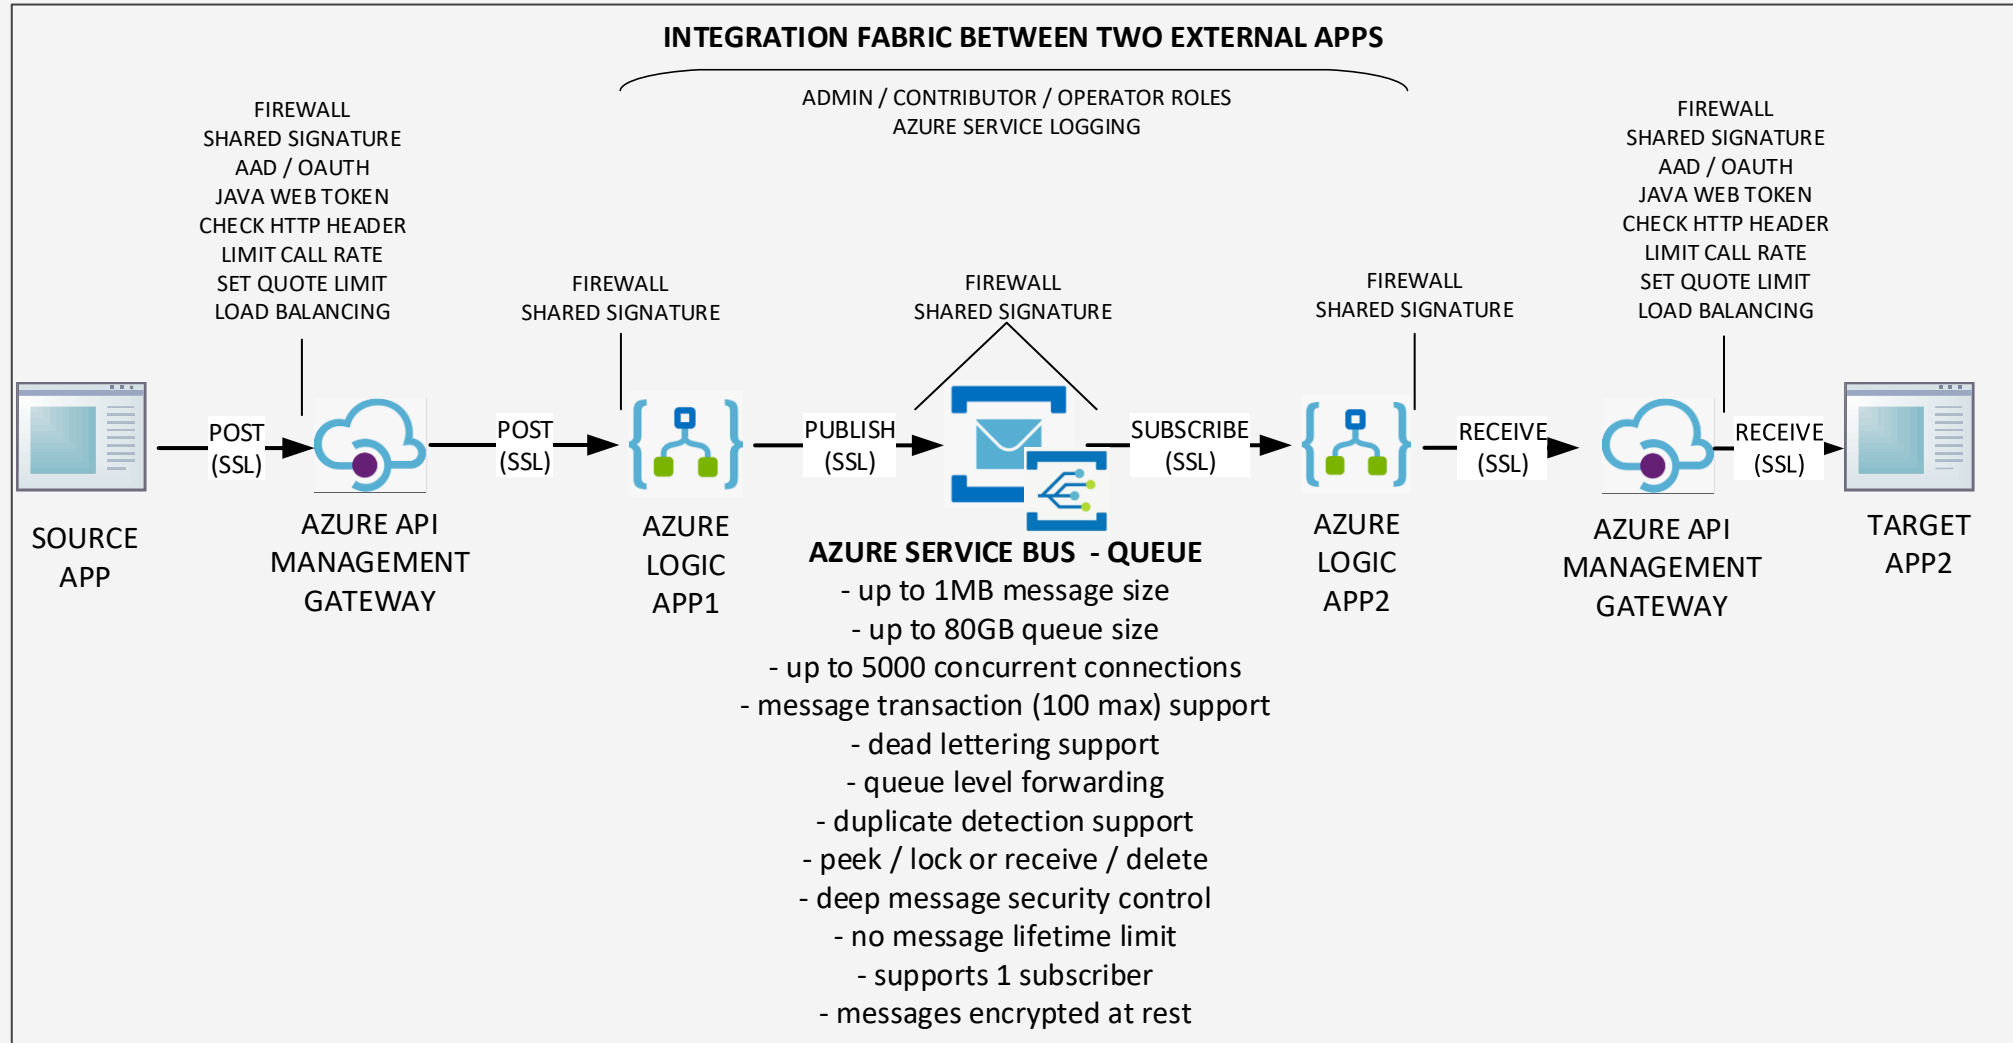 INTEGRATION FABRIC BETWEEN TWO EXTERNAL APPS
ADMIN / CONTRIBUTOR / OPERATOR ROLES
AZURE SERVICE LOGGING
FIREWALL
SHARED SIGNATURE
AAD / OAUTH
JAVA WEB TOKEN
CHECK HTTP HEADER
LIMIT CALL RATE
SET QUOTE LIMIT
LOAD BALANCING
FIREWALL
SHARED SIGNATURE
FIREWALL
SHARED SIGNATURE
FIREWALL
SHARED SIGNATURE
FIREWALL
SHARED SIGNATURE
AAD / OAUTH
JAVA WEB TOKEN
CHECK HTTP HEADER
LIMIT CALL RATE
SET QUOTE LIMIT
LOAD BALANCING
POST
(SSL)
POST
(SSL)
PUBLISH
(SSL)
SUBSCRIBE
(SSL)
RECEIVE
(SSL)
RECEIVE
(SSL)
SOURCE
APP
AZURE API
MANAGEMENT
GATEWAY
AZURE
LOGIC
APP1
AZURE SERVICE BUS - QUEUE
- up to 1MB message size
- up to 80GB queue size
- up to 5000 concurrent connections
- message transaction (100 max) support
- dead lettering support
- queue level forwarding
- duplicate detection support
- peek / lock or receive / delete
- deep message security control
- no message lifetime limit
- supports 1 subscriber
- messages encrypted at rest
AZURE
LOGIC
APP2
AZURE API
MANAGEMENT
GATEWAY
TARGET
APP2